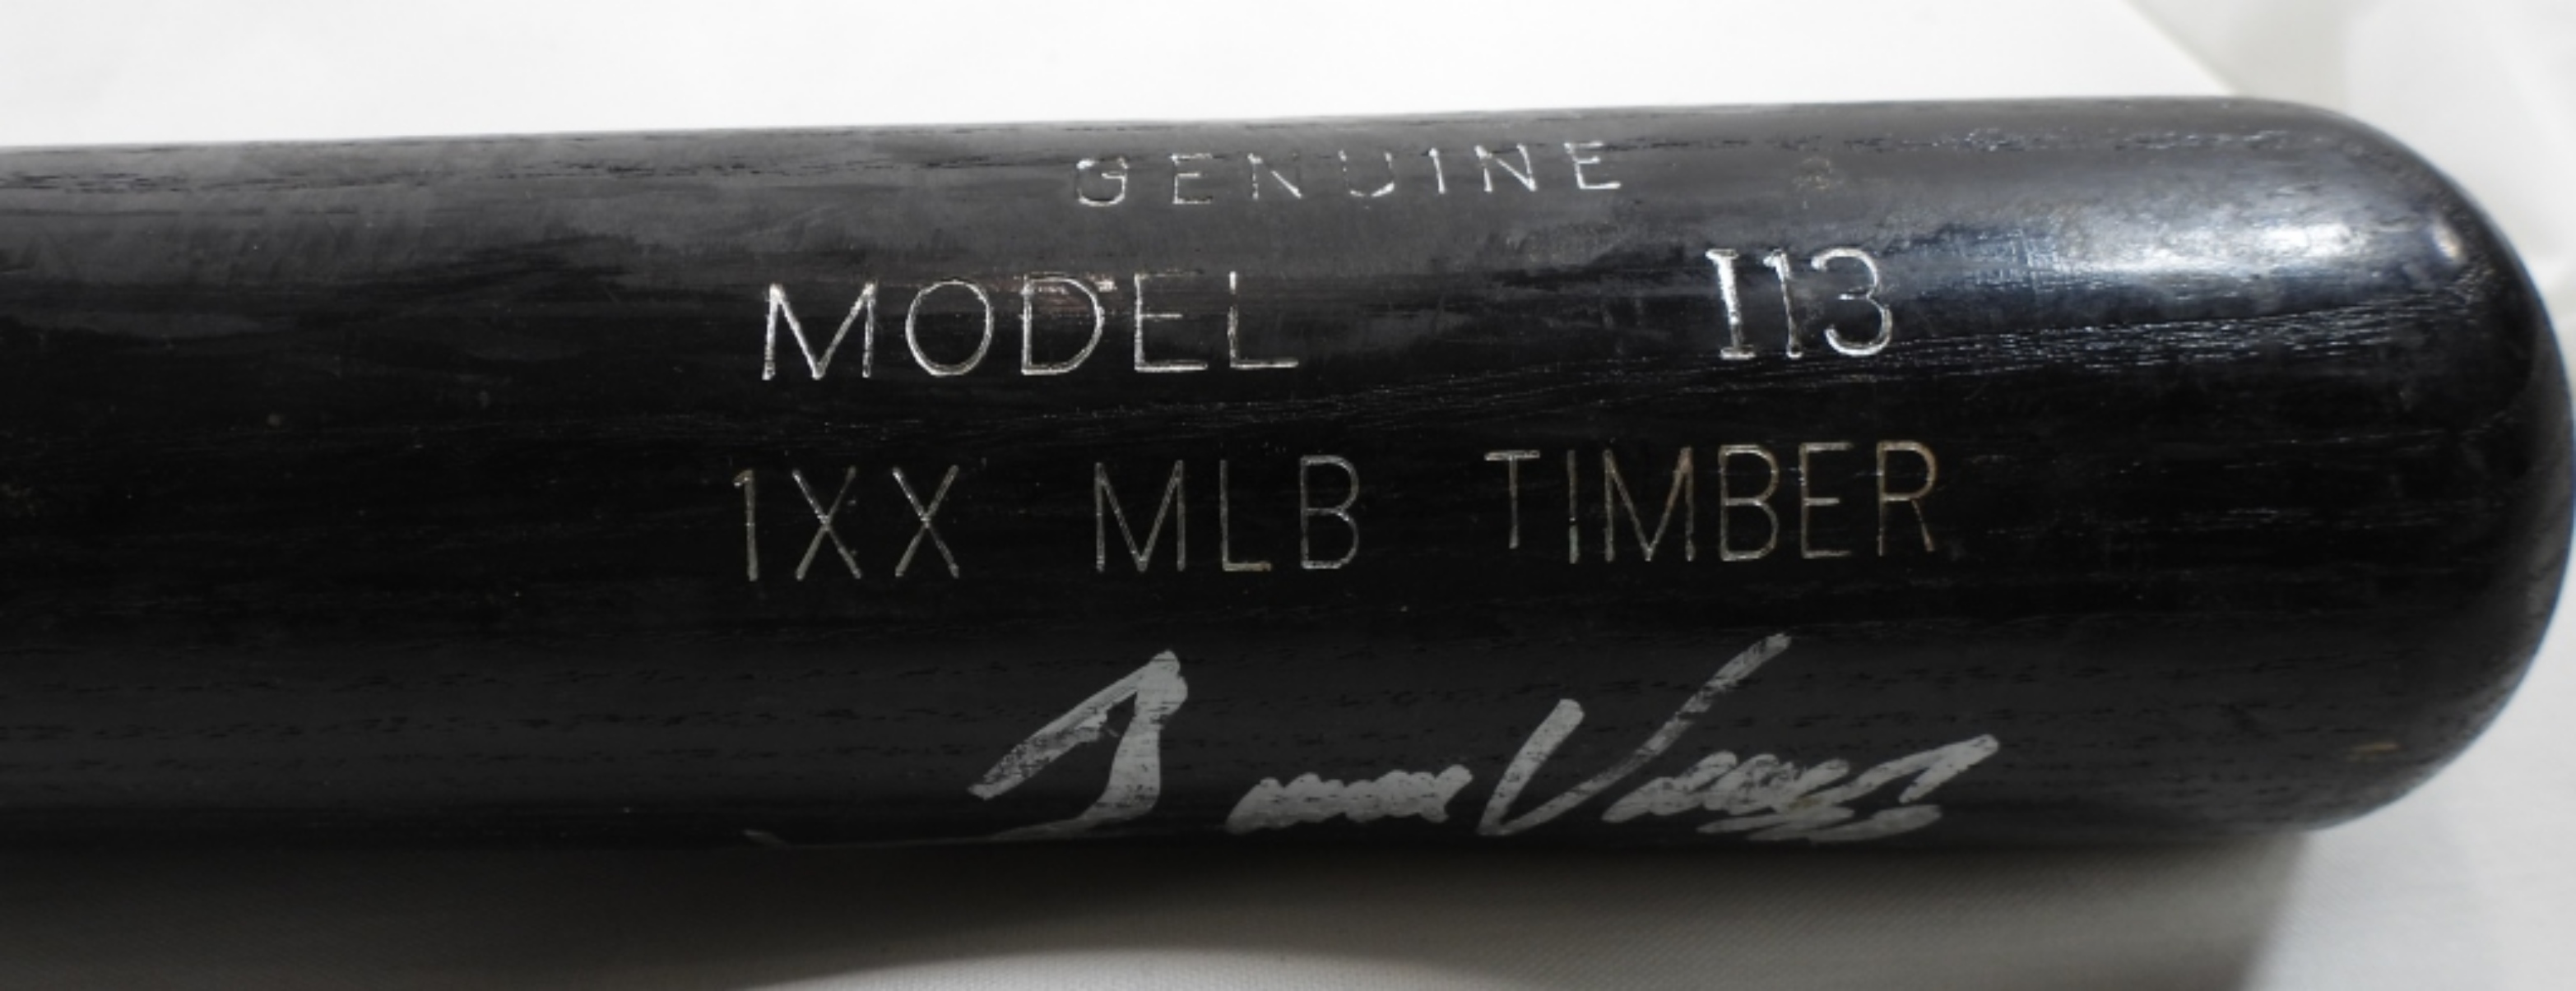 GENUINE
MODEL I13
1XX MLB TIMBER